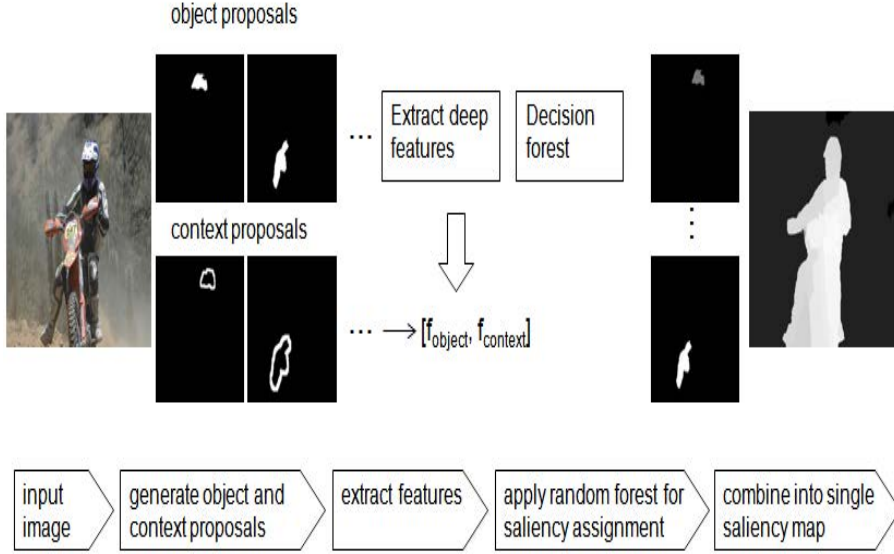 object proposals
... Extract deep
features
Decision
forest
context proposals
... → [f_object, f_context]
input
image
generate object and
context proposals
extract features
apply random forest for
saliency assignment
combine into single
saliency map